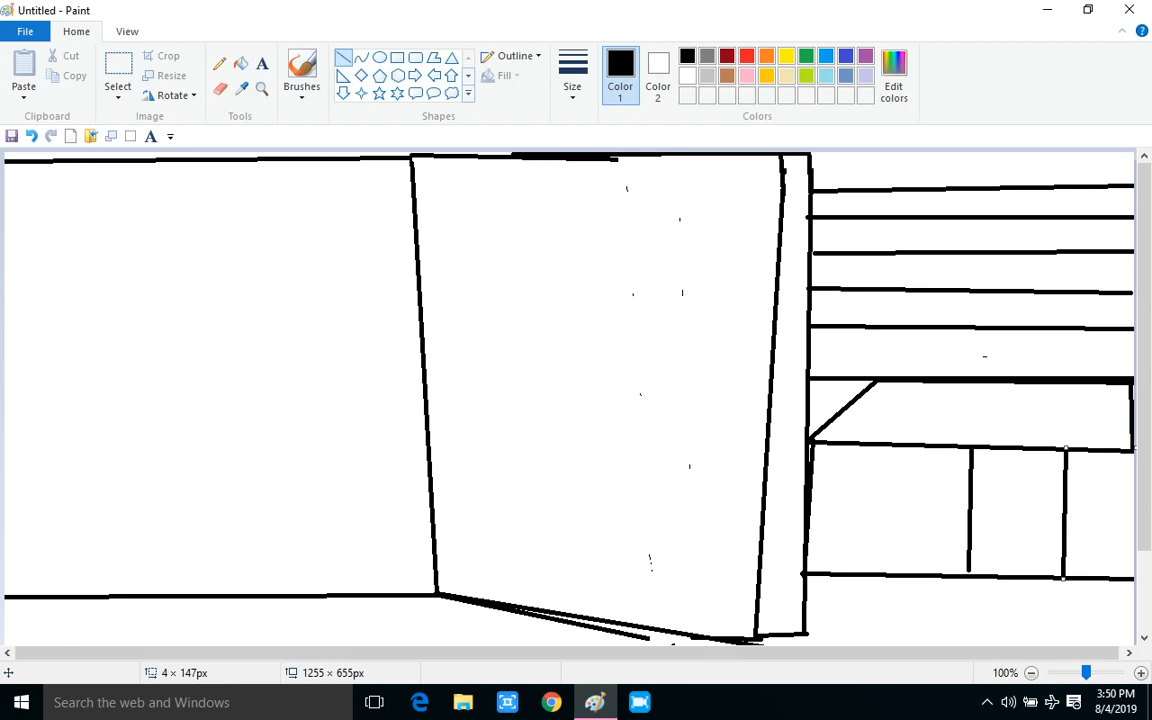 Untitled - Paint
File Home View
Paste
Cut
Copy
Clipboard
Select
Crop
Resize
Rotate
Image
A
Tools
Brushes
Shapes
Outline
Fill
Size
Color 1
Color 2
Edit colors
Colors
A
4 × 147px
1255 × 655px
100%
Search the web and Windows
3:50 PM
8/4/2019